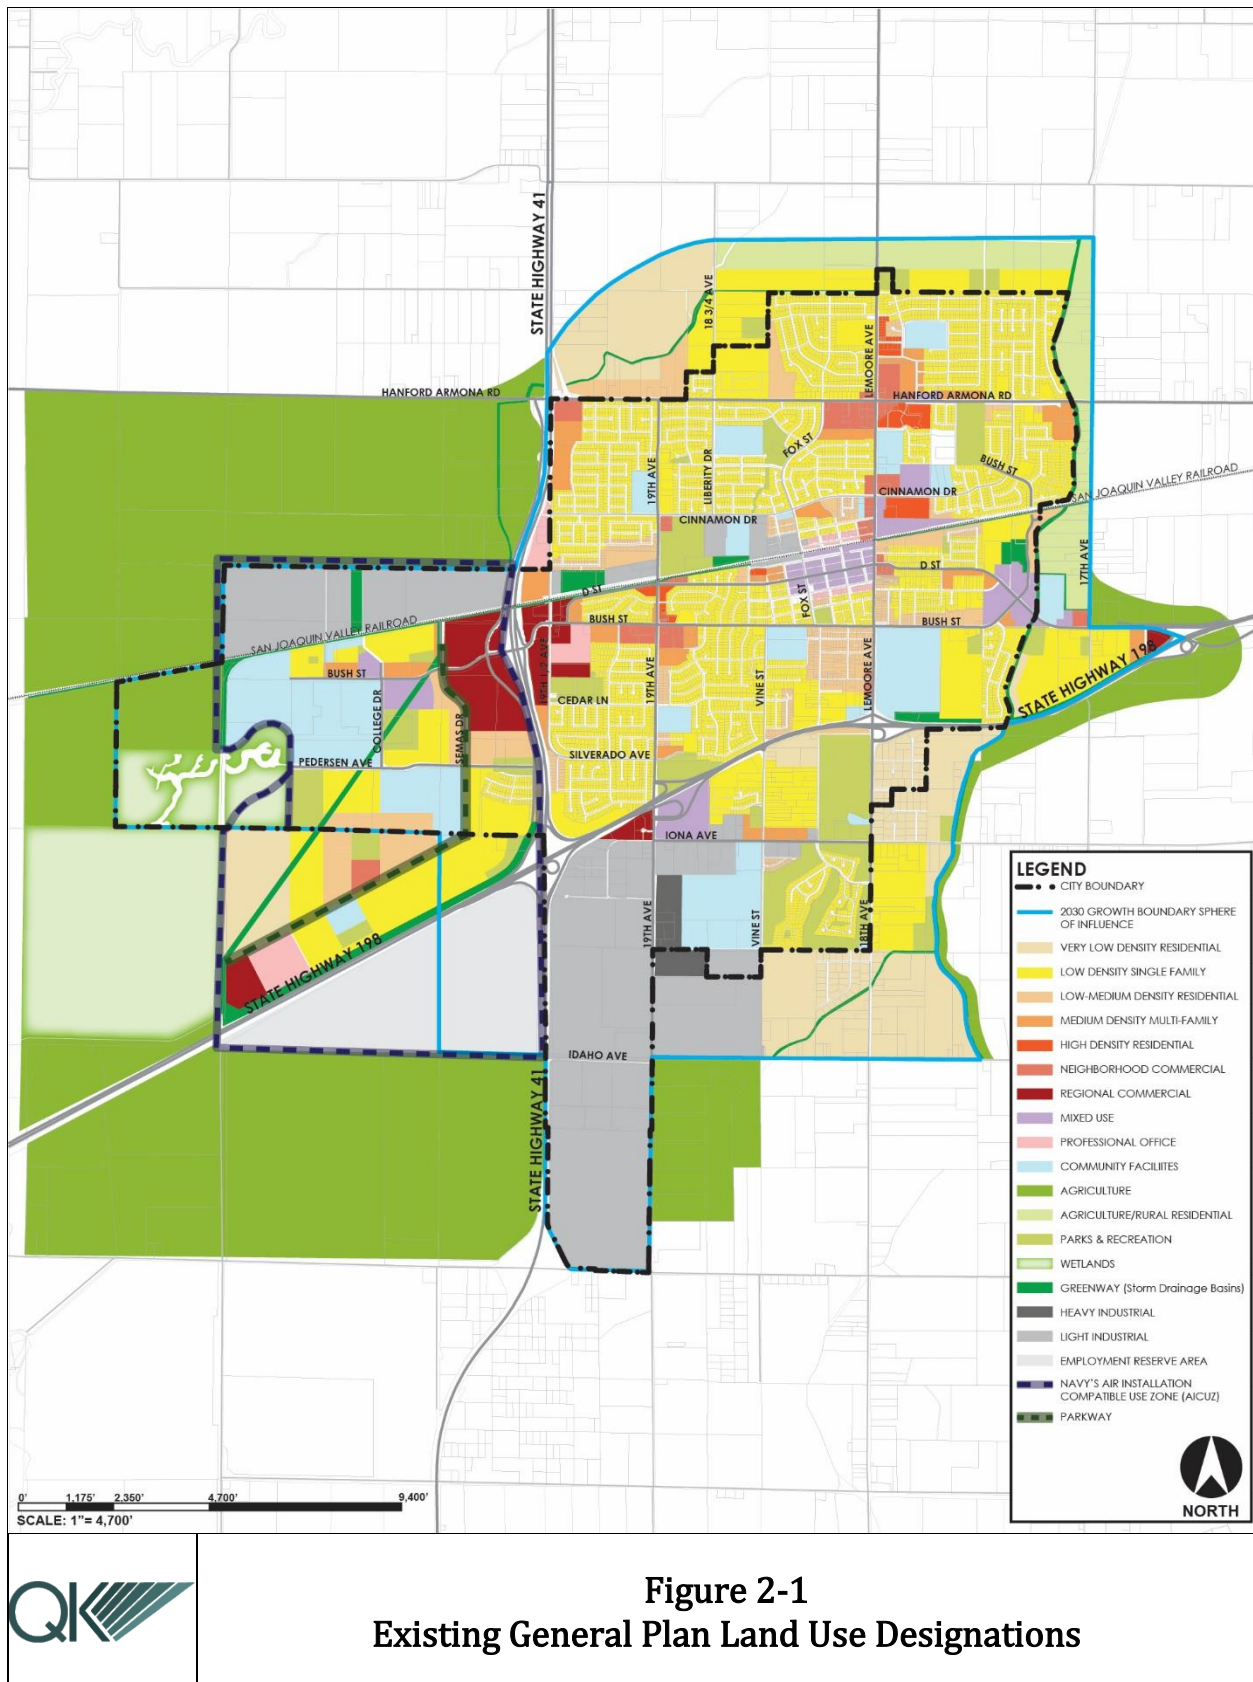 STATE HIGHWAY 41
18 3/4 AVE
LEMOORE AVE
HANFORD ARMONA RD
HANFORD ARMONA RD
FOX ST
BUSH ST
19TH AVE
LIBERITY DR
SAN JOAQUIN VALLEY RAILROAD
CINNAMON DR
CINNAMON DR
17TH AVE
D ST
D ST
FOX ST
BUSH ST
BUSH ST
SAN JOAQUIN VALLEY RAILROAD
19TH 1/2 AVE
19TH AVE
VINE ST
LEMOORE AVE
STATE HIGHWAY 198
BUSH ST
COLLEGE DR
CEDAR LN
SEMAS DR
SILVERADO AVE
PEDERSEN AVE
IONA AVE
19TH AVE
VINE ST
18TH AVE
STATE HIGHWAY 198
IDAHO AVE
STATE HIGHWAY 41
LEGEND
CITY BOUNDARY
2030 GROWTH BOUNDARY SPHERE
OF INFLUENCE
VERY LOW DENSITY RESIDENTIAL
LOW DENSITY SINGLE FAMILY
LOW-MEDIUM DENSITY RESIDENTIAL
MEDIUM DENSITY MULTI-FAMILY
HIGH DENSITY RESIDENTIAL
NEIGHBORHOOD COMMERCIAL
REGIONAL COMMERCIAL
MIXED USE
PROFESSIONAL OFFICE
COMMUNITY FACILIITES
AGRICULTURE
AGRICULTURE/RURAL RESIDENTIAL
PARKS & RECREATION
WETLANDS
GREENWAY (Storm Drainage Basins)
HEAVY INDUSTRIAL
LIGHT INDUSTRIAL
EMPLOYMENT RESERVE AREA
NAVY'S AIR INSTALLATION
COMPATIBLE USE ZONE (AICUZ)
PARKWAY
NORTH
0' 1,175' 2,350' 4,700' 9,400'
SCALE: 1"= 4,700'
QK
Figure 2-1
Existing General Plan Land Use Designations